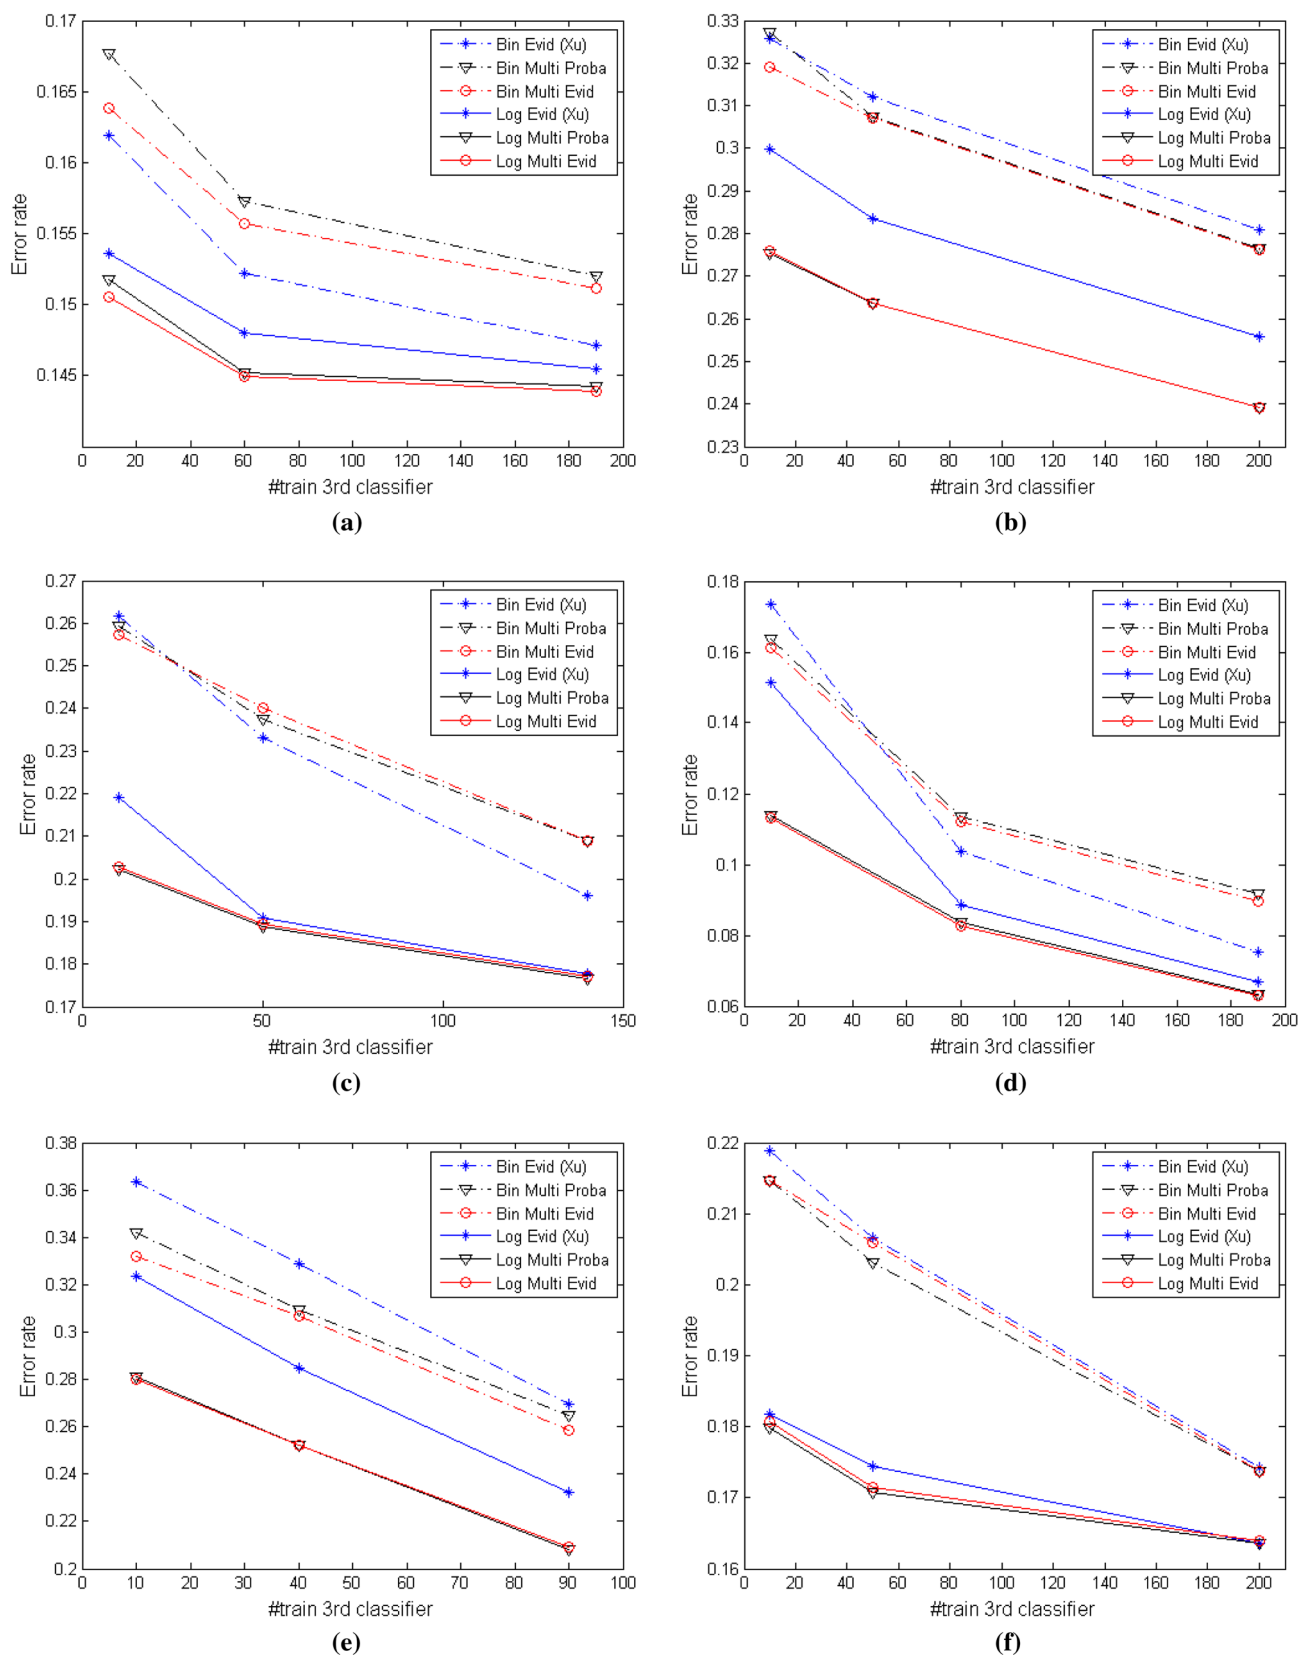 0.17
0.165
0.16
0.155
0.15
0.145
Error rate
0 20 40 60 80 100 120 140 160 180 200
#train 3rd classifier
Bin Evid (Xu)
Bin Multi Proba
Bin Multi Evid
Log Evid (Xu)
Log Multi Proba
Log Multi Evid
(a)
0.33
0.32
0.31
0.3
0.29
0.28
0.27
0.26
0.25
0.24
0.23
Error rate
0 20 40 60 80 100 120 140 160 180 200
#train 3rd classifier
Bin Evid (Xu)
Bin Multi Proba
Bin Multi Evid
Log Evid (Xu)
Log Multi Proba
Log Multi Evid
(b)
0.27
0.26
0.25
0.24
0.23
0.22
0.21
0.2
0.19
0.18
0.17
Error rate
0 50 100 150
#train 3rd classifier
Bin Evid (Xu)
Bin Multi Proba
Bin Multi Evid
Log Evid (Xu)
Log Multi Proba
Log Multi Evid
(c)
0.18
0.16
0.14
0.12
0.1
0.08
0.06
Error rate
0 20 40 60 80 100 120 140 160 180 200
#train 3rd classifier
Bin Evid (Xu)
Bin Multi Proba
Bin Multi Evid
Log Evid (Xu)
Log Multi Proba
Log Multi Evid
(d)
0.38
0.36
0.34
0.32
0.3
0.28
0.26
0.24
0.22
0.2
Error rate
0 10 20 30 40 50 60 70 80 90 100
#train 3rd classifier
Bin Evid (Xu)
Bin Multi Proba
Bin Multi Evid
Log Evid (Xu)
Log Multi Proba
Log Multi Evid
(e)
0.22
0.21
0.2
0.19
0.18
0.17
0.16
Error rate
0 20 40 60 80 100 120 140 160 180 200
#train 3rd classifier
Bin Evid (Xu)
Bin Multi Proba
Bin Multi Evid
Log Evid (Xu)
Log Multi Proba
Log Multi Evid
(f)